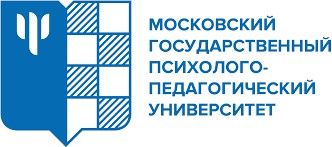 МОСКОВСКИЙ
ГОСУДАРСТВЕННЫЙ
ПСИХОЛОГО-
ПЕДАГОГИЧЕСКИЙ
УНИВЕРСИТЕТ